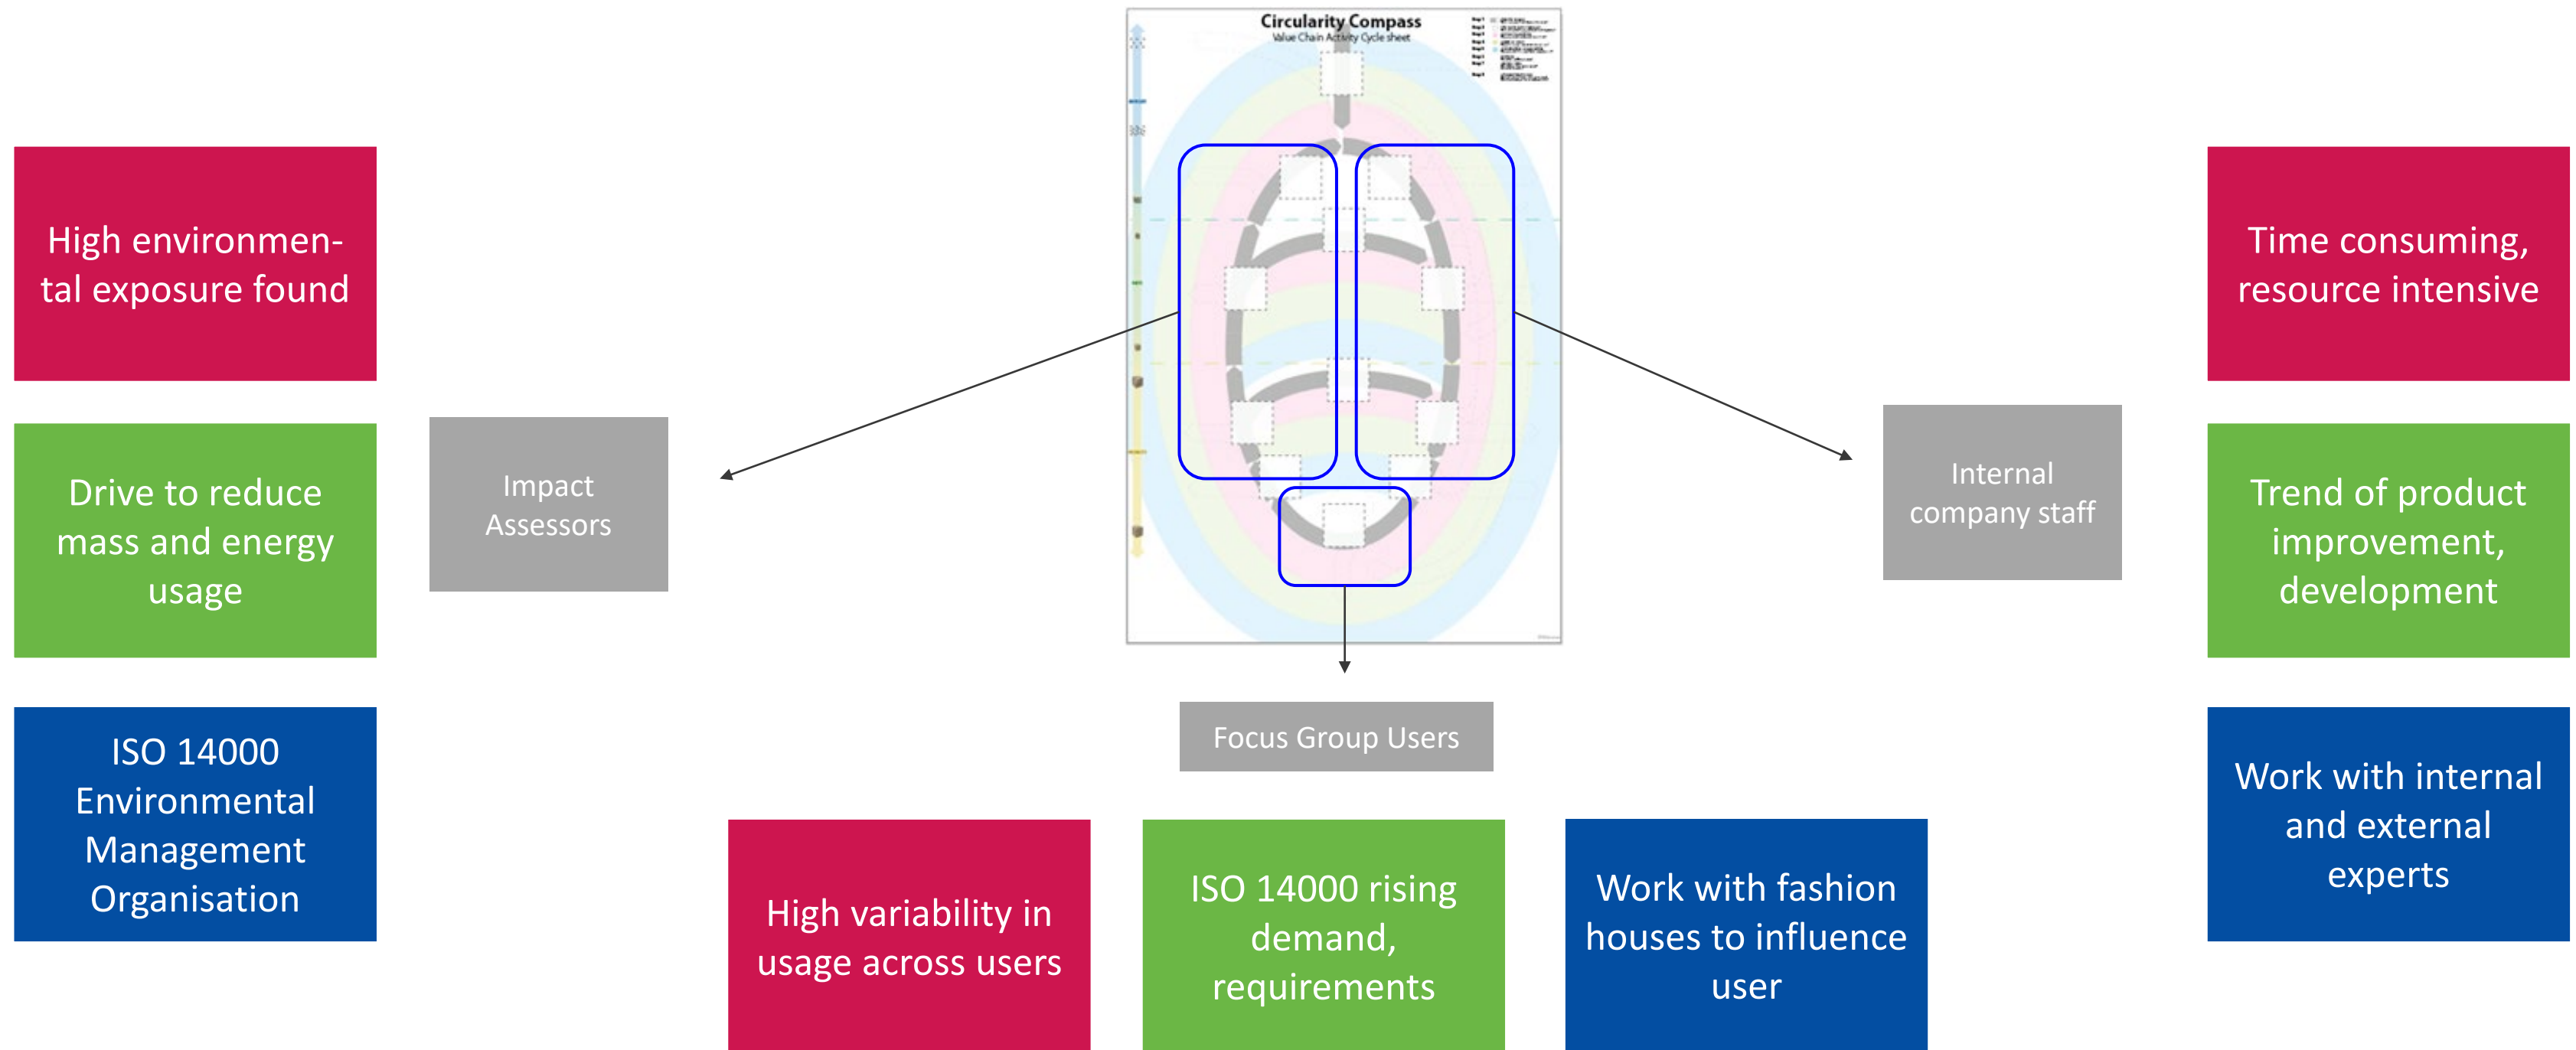 Circularity Compass
Value Chain Activity Cycle sheet
High environmen-
tal exposure found
Drive to reduce
mass and energy
usage
ISO 14000
Environmental
Management
Organisation
Impact
Assessors
Focus Group Users
High variability in
usage across users
ISO 14000 rising
demand,
requirements
Work with fashion
houses to influence
user
Internal
company staff
Time consuming,
resource intensive
Trend of product
improvement,
development
Work with internal
and external
experts